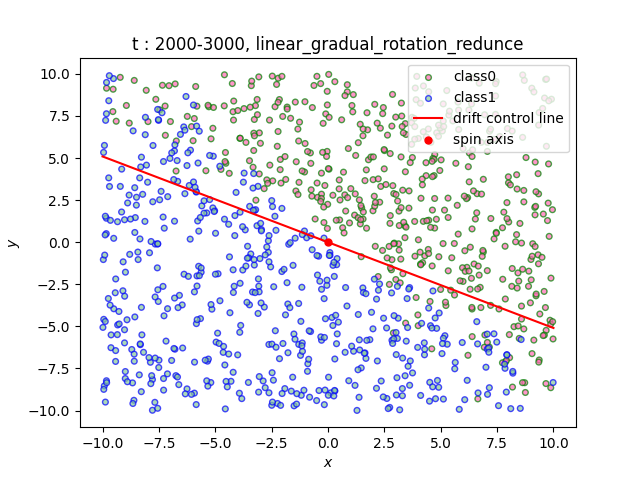 t : 2000-3000, linear_gradual_rotation_redunce
class0
class1
drift control line
spin axis
10.0
7.5
5.0
2.5
0.0
−2.5
−5.0
−7.5
−10.0
y
−10.0 −7.5 −5.0 −2.5 0.0 2.5 5.0 7.5 10.0
x